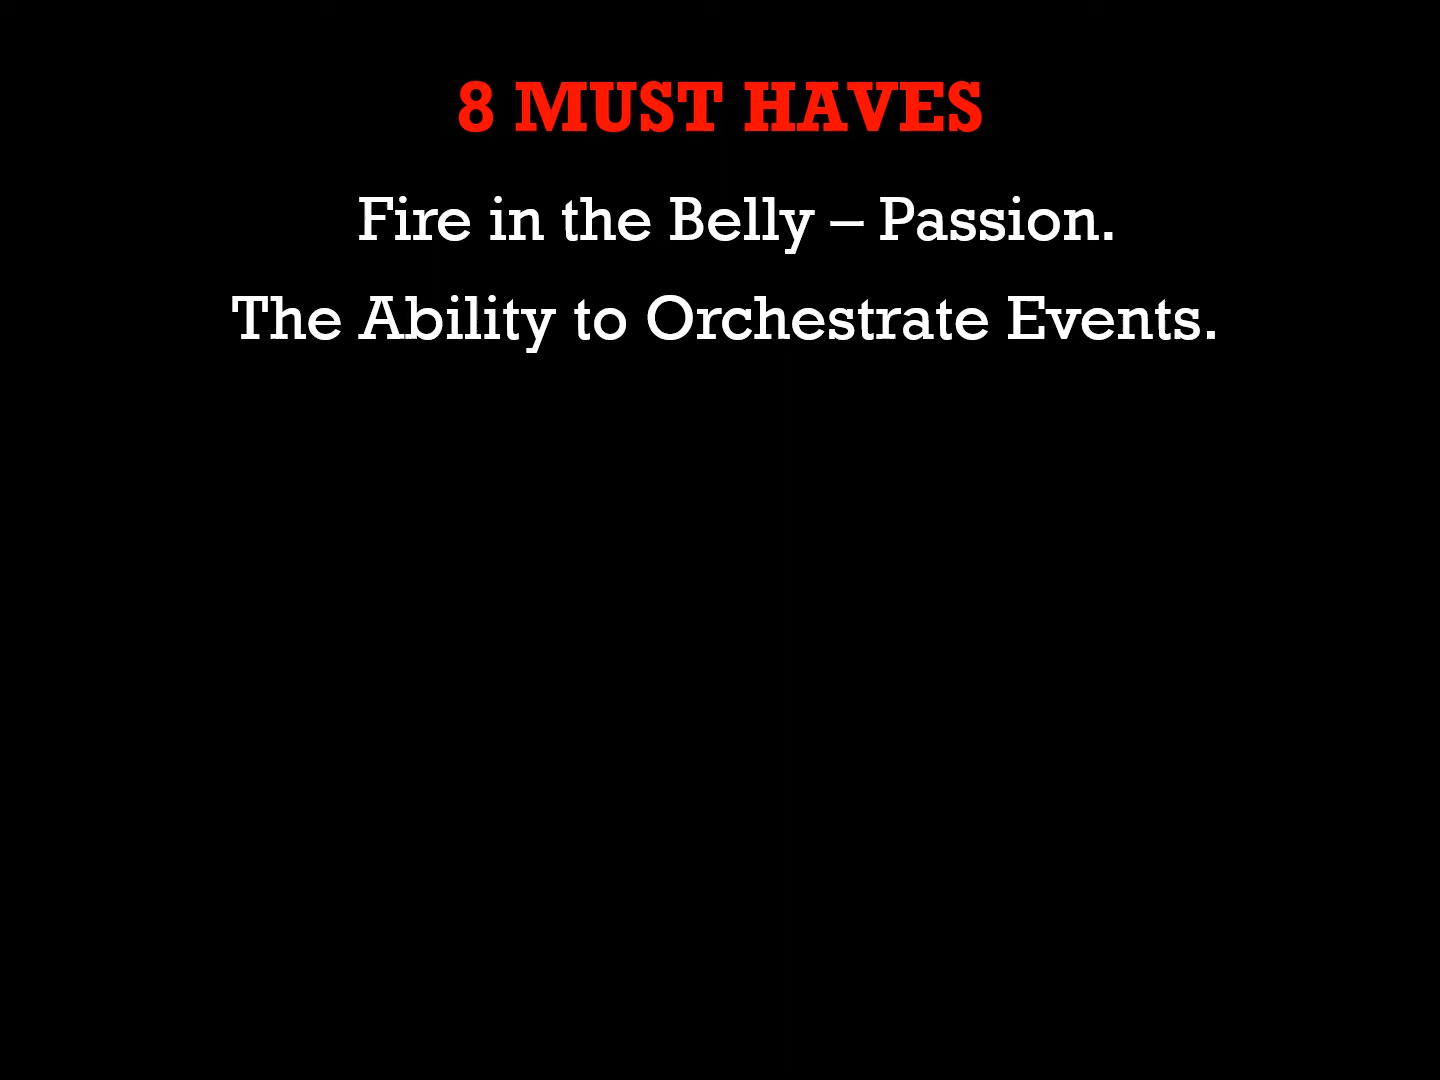 8 MUST HAVES
Fire in the Belly – Passion.
The Ability to Orchestrate Events.